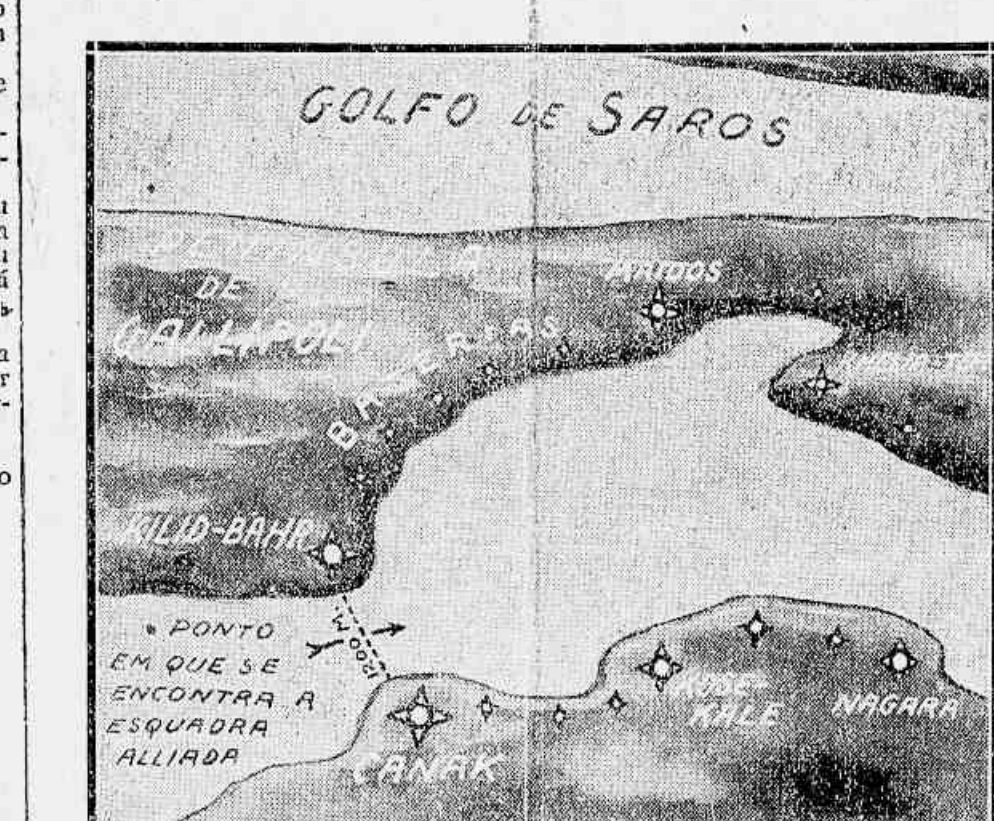 GOLFO DE SAROS
PENINSULA
DE
GALLIPOLI
MAIDOS
BATERIAS
KILID-BAHR
1200 M
• PONTO
EM QUE SE
ENCONTRA A
ESQUADRA
ALLIADA
KOSE-
KALE
NAGARA
CANAK